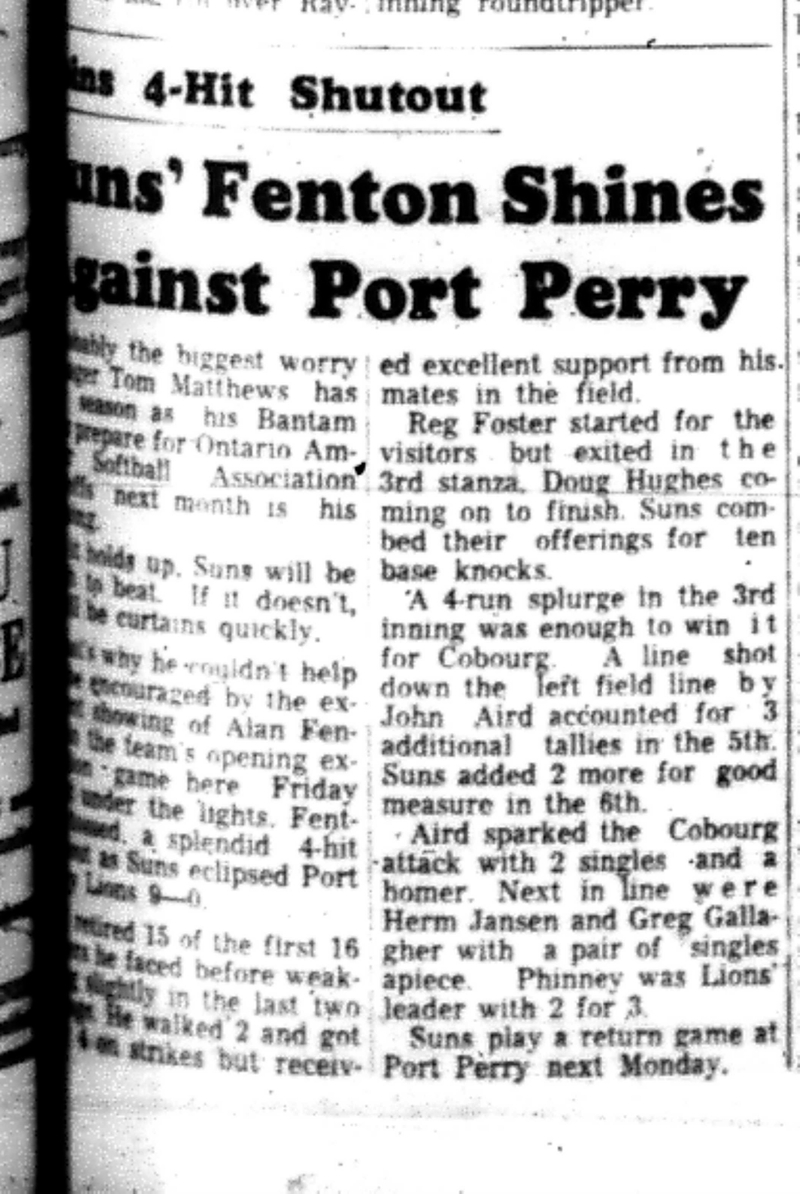 inning roundtripper.
4-Hit Shutout
uns' Fenton Shines
gainst Port Perry
ably the biggest worry
ger Tom Matthews has
season as his Bantam
prepare for Ontario Am-
Softball Association
ffs next month is his
ng.
t holds up, Suns will be
to beat. If it doesn't,
be curtains quickly.
t's why he couldn't help
e encouraged by the ex-
t showing of Alan Fen-
the team's opening ex-
on game here Friday
under the lights. Fent-
a splendid 4-hit
as Suns eclipsed Port
Lions 9—0.
retired 15 of the first 16
he faced before weak-
slightly in the last two
He walked 2 and got
4 on strikes but receiv-
ed excellent support from his
mates in the field.
Reg Foster started for the
visitors but exited in the
3rd stanza, Doug Hughes co-
ming on to finish. Suns com-
bed their offerings for ten
base knocks.
A 4-run splurge in the 3rd
inning was enough to win it
for Cobourg. A line shot
down the left field line by
John Aird accounted for 3
additional tallies in the 5th.
Suns added 2 more for good
measure in the 6th.
Aird sparked the Cobourg
attack with 2 singles and a
homer. Next in line were
Herm Jansen and Greg Galla-
gher with a pair of singles
apiece. Phinney was Lions'
leader with 2 for 3.
Suns play a return game at
Port Perry next Monday.